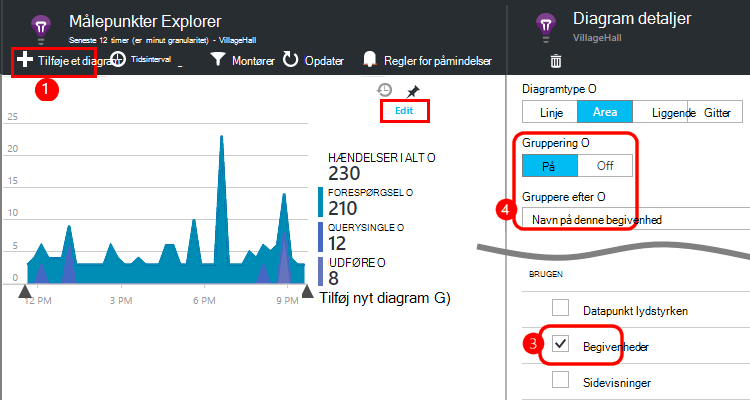 Målepunkter Explorer
Seneste 12 timer (er minut granularitet) - VillageHall
Tilføje et diagram
Tidsinterval
Montører
Opdater
Regler for påmindelser
1
Edit
25
20
15
10
5
0
12 PM
3 PM
6 PM
9 PM
HÆNDELSER I ALT O
230
FORESPØRGSEL O
210
QUERYSINGLE O
12
UDFØRE O
8
Tilføj nyt diagram G)
Diagram detaljer
VillageHall
Diagramtype O
Linje
Area
Liggende
Gitter
Gruppering O
På
Off
Gruppere efter O
4
Navn på denne begivenhed
BRUGEN
Datapunkt lydstyrken
3
Begivenheder
Sidevisninger